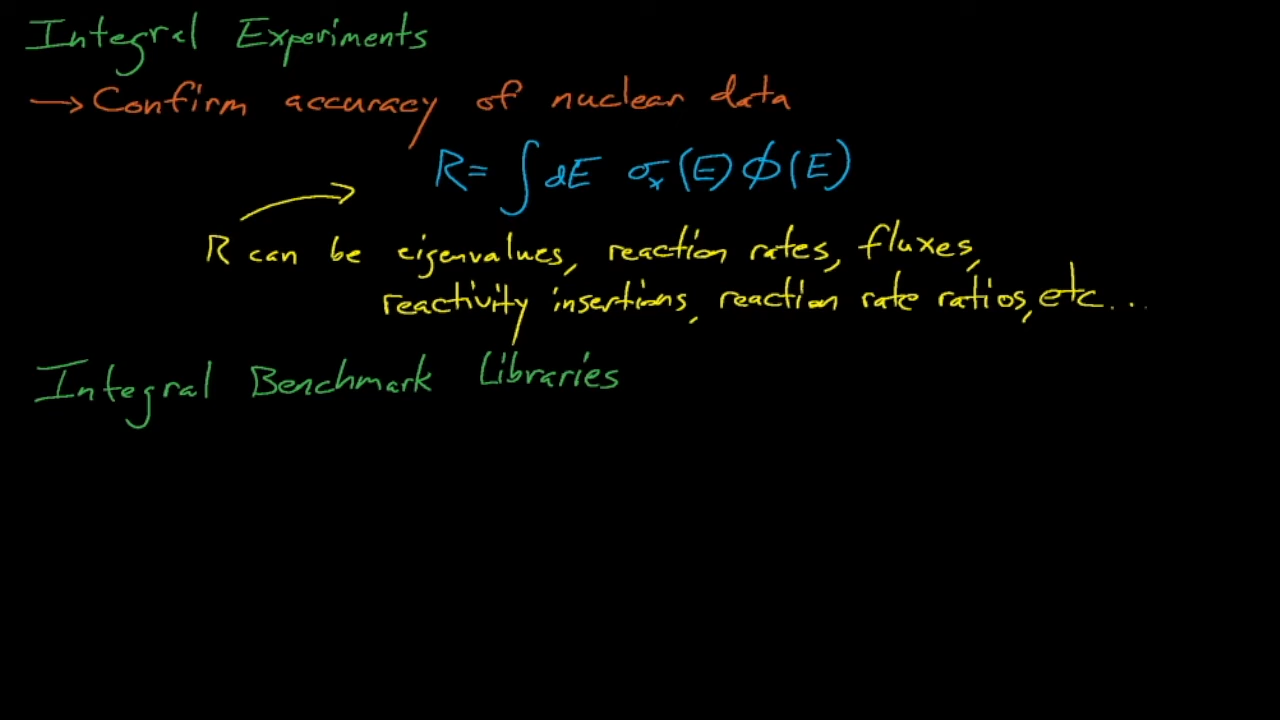 Integral Experiments
→ Confirm accuracy of nuclear data
R = ∫ dE σₓ(E) ϕ(E)
R can be eigenvalues, reaction rates, fluxes,
reactivity insertions, reaction rate ratios, etc...
Integral Benchmark Libraries